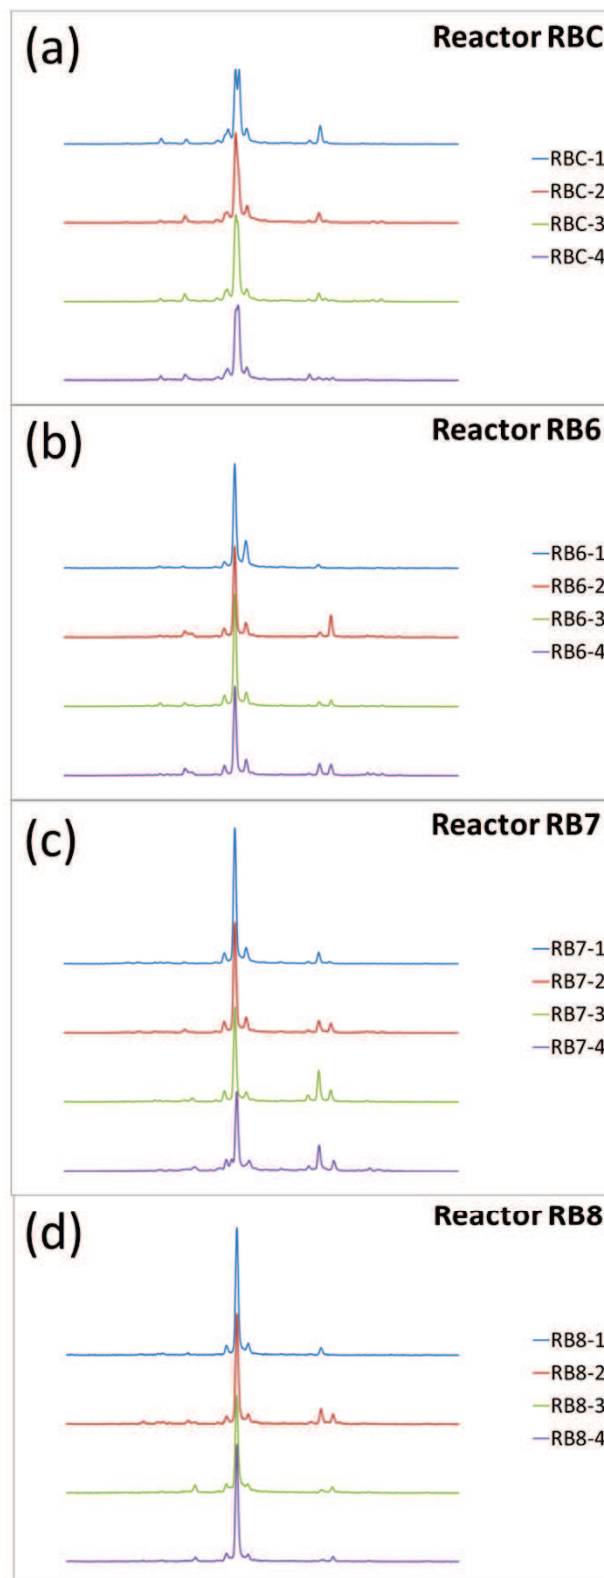 (a)
Reactor RBC
RBC-1
RBC-2
RBC-3
RBC-4
(b)
Reactor RB6
RB6-1
RB6-2
RB6-3
RB6-4
(c)
Reactor RB7
RB7-1
RB7-2
RB7-3
RB7-4
(d)
Reactor RB8
RB8-1
RB8-2
RB8-3
RB8-4